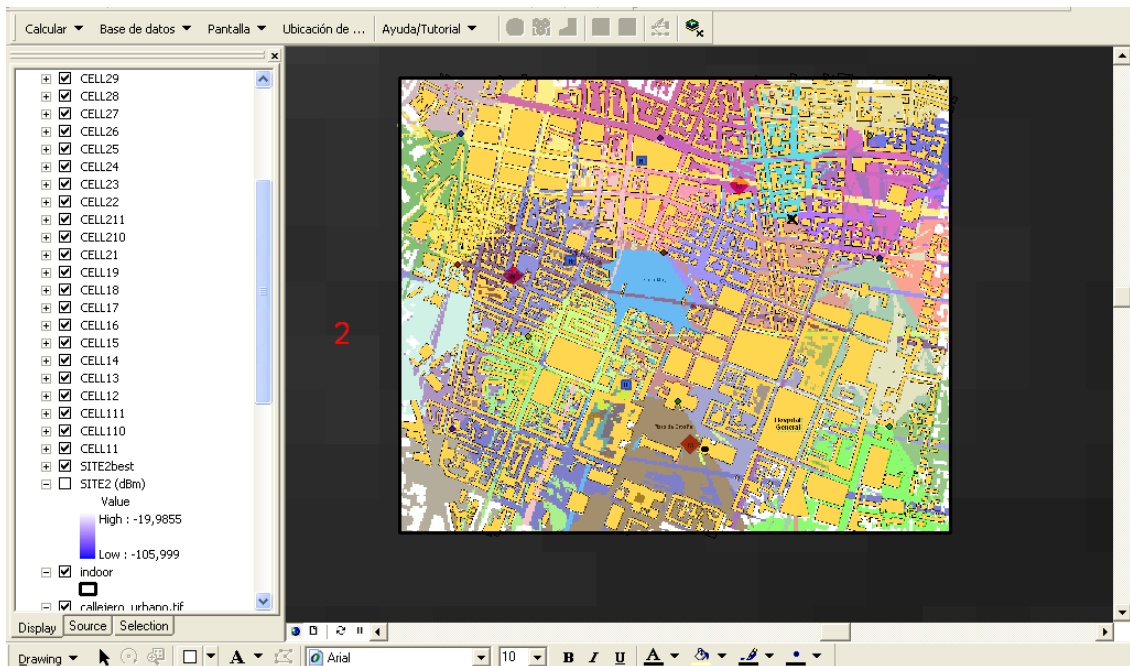 Calcular Base de datos Pantalla Ubicación de ... Ayuda/Tutorial
CELL29
CELL28
CELL27
CELL26
CELL25
CELL24
CELL23
CELL22
CELL211
CELL210
CELL21
CELL19
CELL18
CELL17
CELL16
CELL15
CELL14
CELL13
CELL12
CELL111
CELL110
CELL11
SITE2best
SITE2 (dBm)
Value
High : -19,9855
Low : -105,999
indoor
callejero_urbano.tif
Display Source Selection
2
Hospital
General
Drawing A Arial 10 B I U A